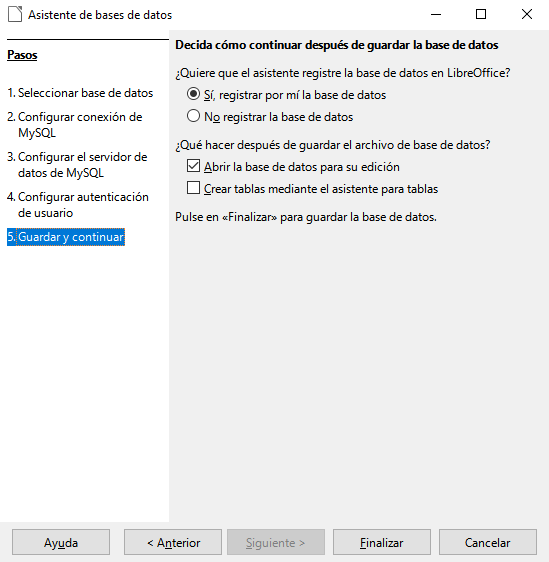 Asistente de bases de datos
Pasos
1. Seleccionar base de datos
2. Configurar conexión de
MySQL
3. Configurar el servidor de
datos de MySQL
4. Configurar autenticación
de usuario
5. Guardar y continuar
Decida cómo continuar después de guardar la base de datos
¿Quiere que el asistente registre la base de datos en LibreOffice?
Sí, registrar por mí la base de datos
No registrar la base de datos
¿Qué hacer después de guardar el archivo de base de datos?
Abrir la base de datos para su edición
Crear tablas mediante el asistente para tablas
Pulse en «Finalizar» para guardar la base de datos.
Ayuda
< Anterior
Siguiente >
Finalizar
Cancelar